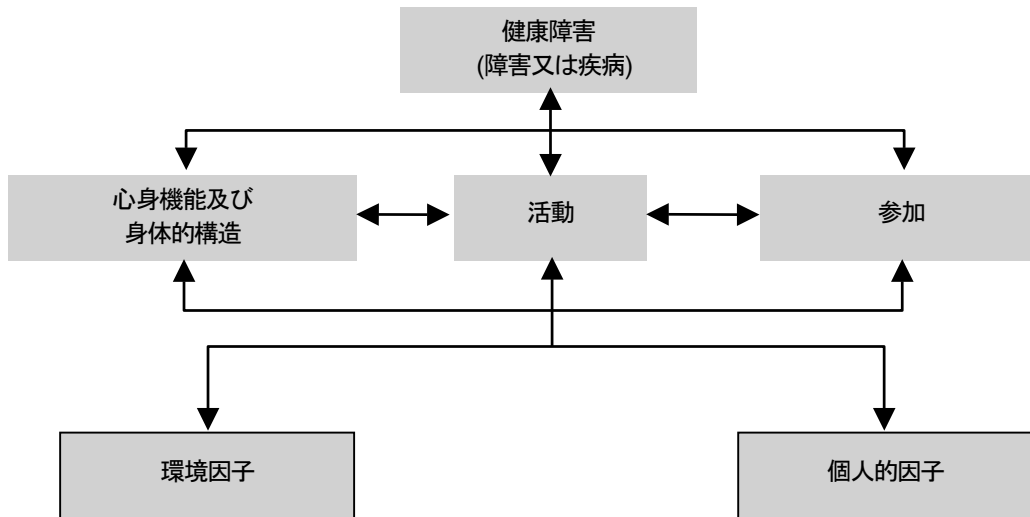 健康障害
(障害又は疾病)
心身機能及び
身体的構造
活動
参加
環境因子
個人的因子